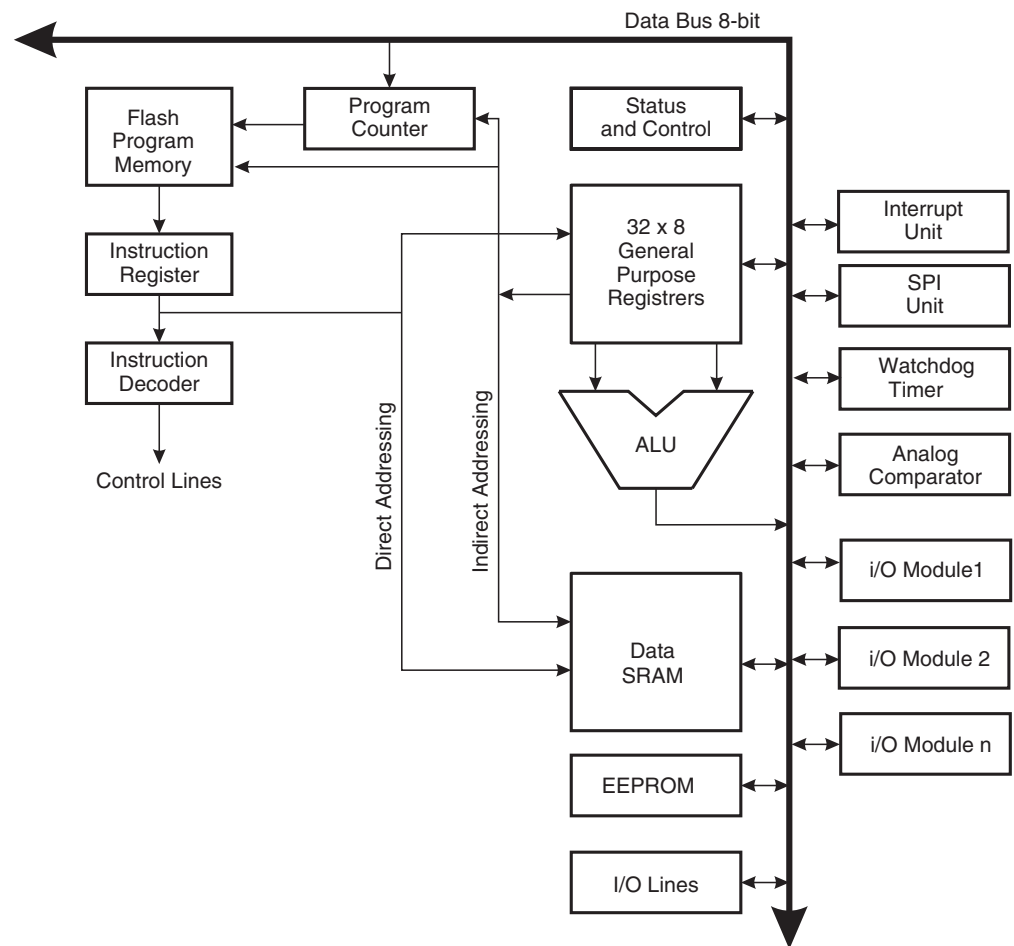 Data Bus 8-bit
Flash
Program
Memory
Program
Counter
Status
and Control
Instruction
Register
32 x 8
General
Purpose
Registrers
Interrupt
Unit
SPI
Unit
Instruction
Decoder
Watchdog
Timer
ALU
Analog
Comparator
Control Lines
Direct Addressing
Indirect Addressing
i/O Module1
Data
SRAM
i/O Module 2
i/O Module n
EEPROM
I/O Lines